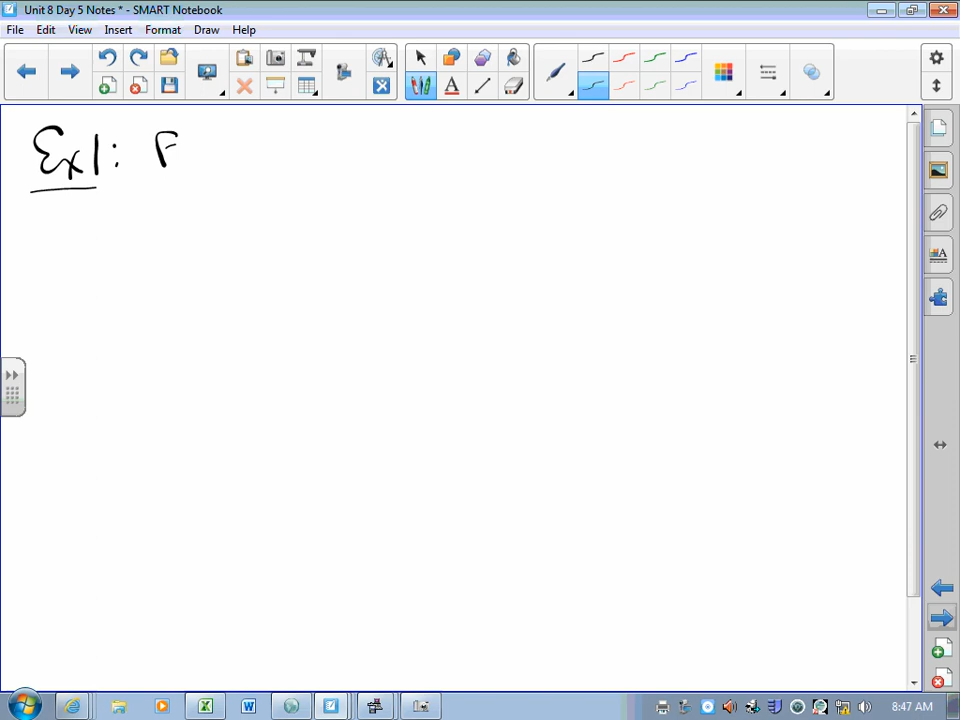 Unit 8 Day 5 Notes * - SMART Notebook
File Edit View Insert Format Draw Help
Ex1: F
8:47 AM